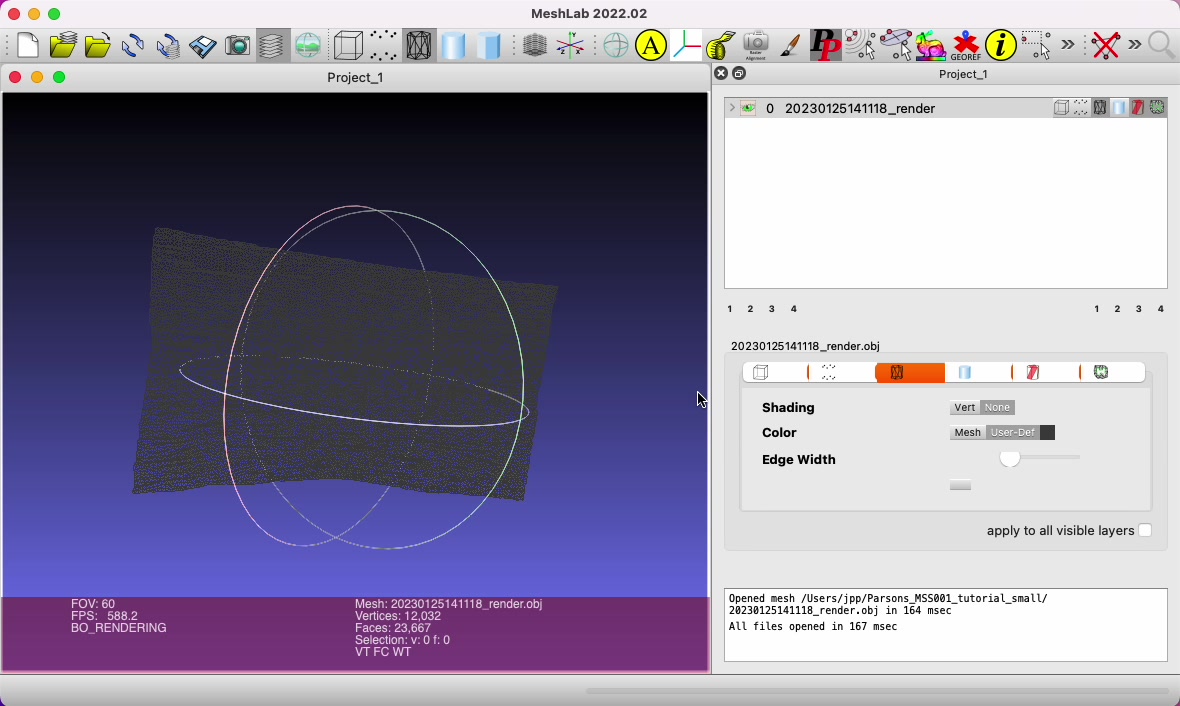 MeshLab 2022.02
A
PP
GEOREF
i
»
»
Project_1
Project_1
0 20230125141118_render
1 2 3 4
1 2 3 4
20230125141118_render.obj
Shading
Vert None
Color
Mesh User-Def
Edge Width
apply to all visible layers
FOV: 60
FPS: 588.2
BO_RENDERING
Mesh: 20230125141118_render.obj
Vertices: 12,032
Faces: 23,667
Selection: v: 0 f: 0
VT FC WT
Opened mesh /Users/jpp/Parsons_MSS001_tutorial_small/
20230125141118_render.obj in 164 msec
All files opened in 167 msec